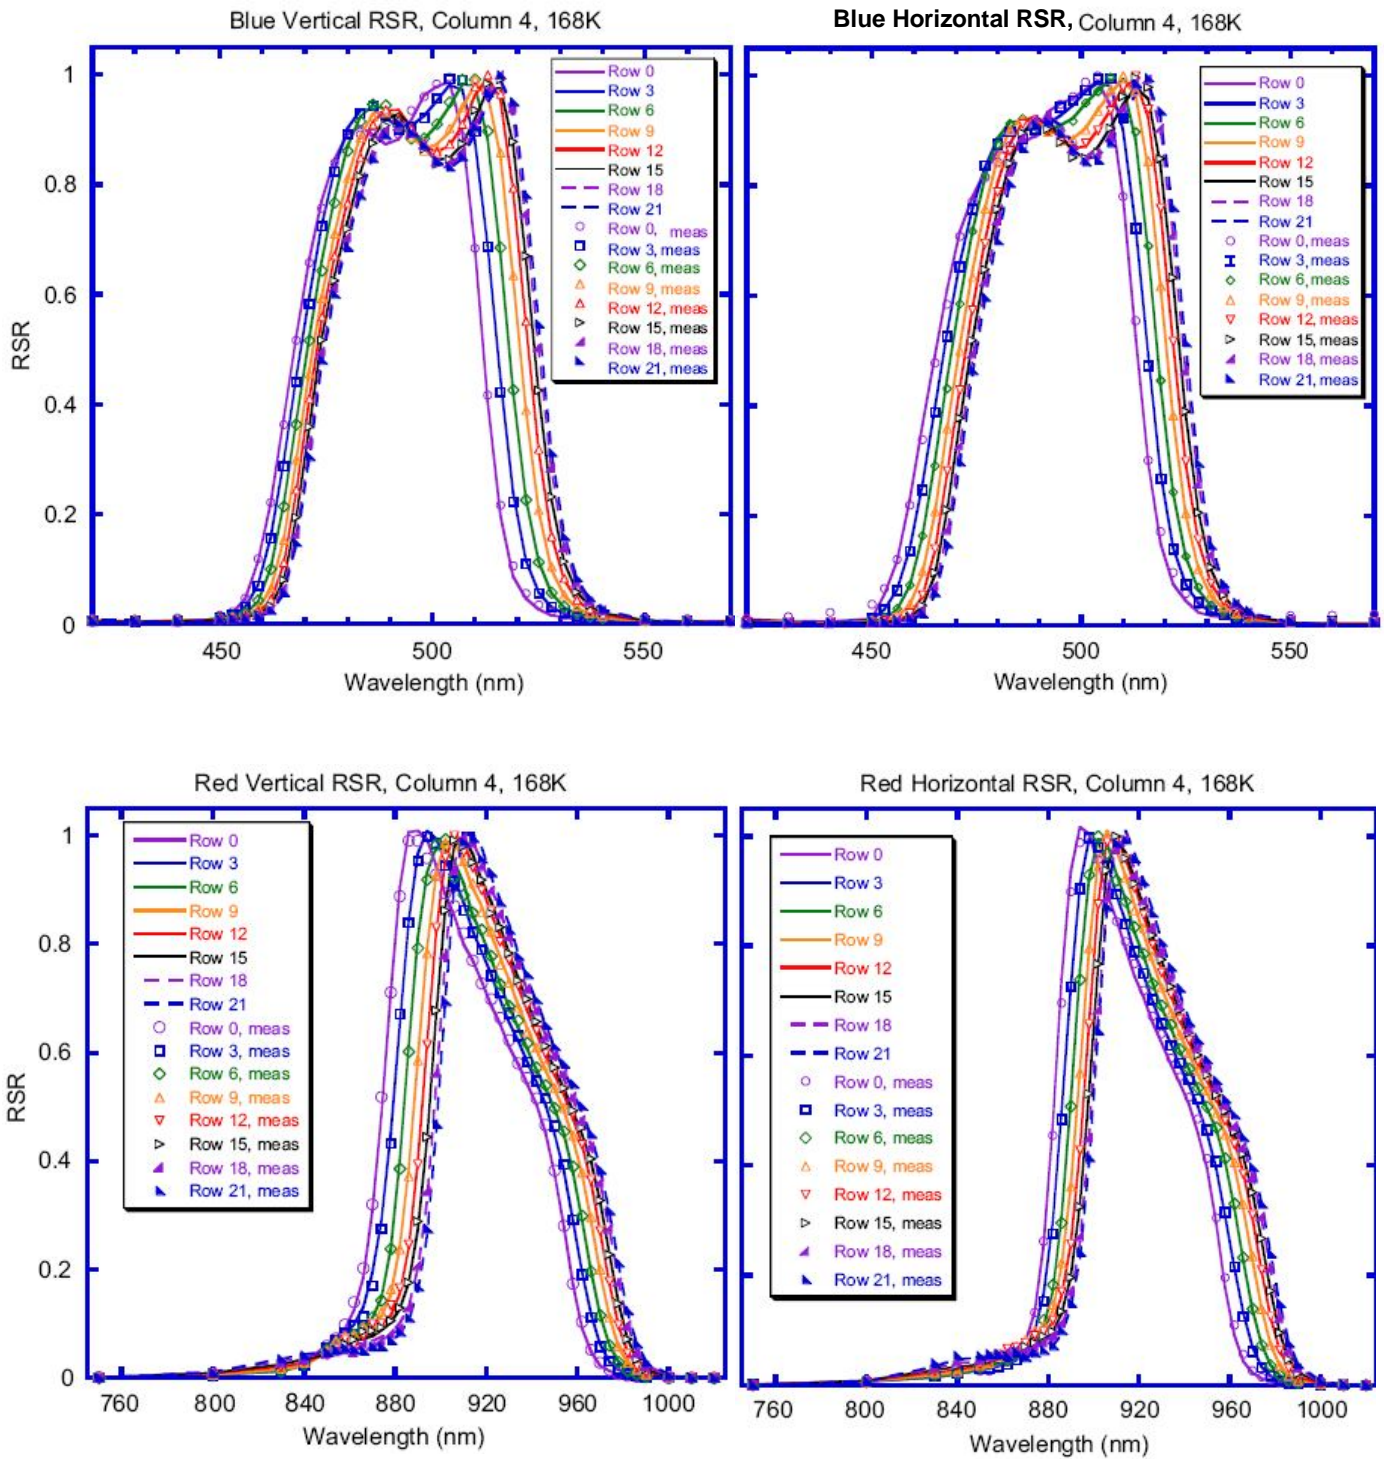 Blue Vertical RSR, Column 4, 168K
1
0.8
0.6
0.4
0.2
0
RSR
450
500
550
Wavelength (nm)
Row 0
Row 3
Row 6
Row 9
Row 12
Row 15
Row 18
Row 21
Row 0, meas
Row 3, meas
Row 6, meas
Row 9, meas
Row 12, meas
Row 15, meas
Row 18, meas
Row 21, meas
Blue Horizontal RSR, Column 4, 168K
450
500
550
Wavelength (nm)
Row 0
Row 3
Row 6
Row 9
Row 12
Row 15
Row 18
Row 21
Row 0, meas
Row 3, meas
Row 6, meas
Row 9, meas
Row 12, meas
Row 15, meas
Row 18, meas
Row 21, meas
Red Vertical RSR, Column 4, 168K
1
0.8
0.6
0.4
0.2
0
RSR
760
800
840
880
920
960
1000
Wavelength (nm)
Row 0
Row 3
Row 6
Row 9
Row 12
Row 15
Row 18
Row 21
Row 0, meas
Row 3, meas
Row 6, meas
Row 9, meas
Row 12, meas
Row 15, meas
Row 18, meas
Row 21, meas
Red Horizontal RSR, Column 4, 168K
760
800
840
880
920
960
1000
Wavelength (nm)
Row 0
Row 3
Row 6
Row 9
Row 12
Row 15
Row 18
Row 21
Row 0, meas
Row 3, meas
Row 6, meas
Row 9, meas
Row 12, meas
Row 15, meas
Row 18, meas
Row 21, meas